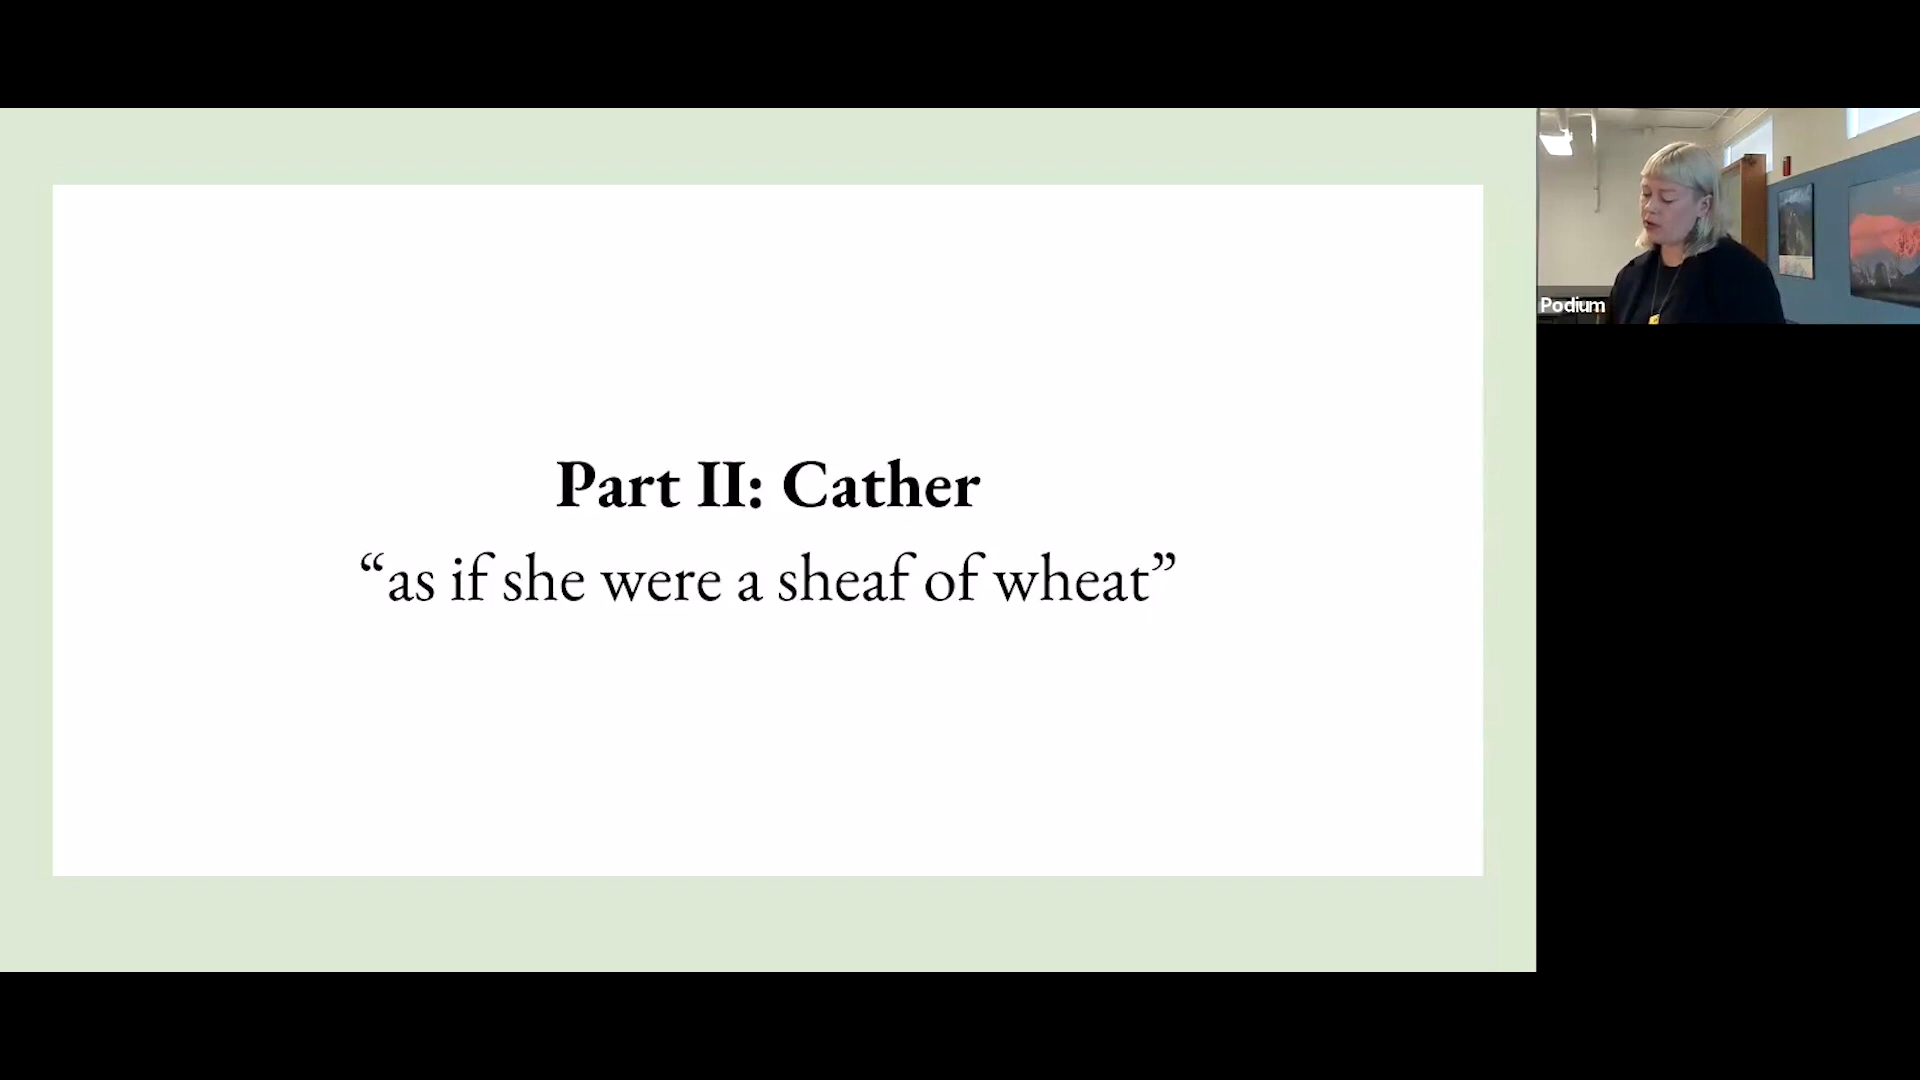 Part II: Cather
“as if she were a sheaf of wheat”
Podium